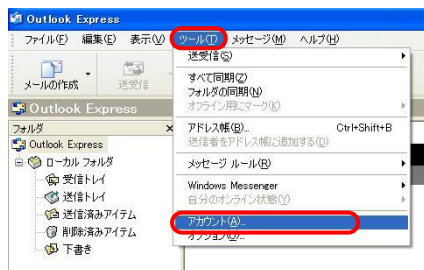 Outlook Express
ファイル(F) 編集(E) 表示(V) ツール(T) メッセージ(M) ヘルプ(H)
メールの作成 送受信
送受信(S)
すべて同期(Z)
フォルダの同期(N)
オフライン用にマーク(K)
アドレス帳(B)... Ctrl+Shift+B
送信者をアドレス帳に追加する(D)
メッセージ ルール(R)
Windows Messenger
自分のオンライン状態(Y)
アカウント(A)...
オプション(O)...
Outlook Express
フォルダ ×
Outlook Express
ローカル フォルダ
受信トレイ
送信トレイ
送信済みアイテム
削除済みアイテム
下書き